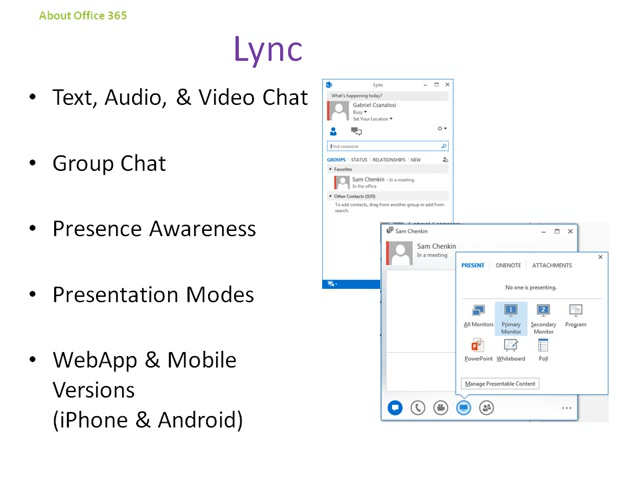 About Office 365
Lync
• Text, Audio, & Video Chat
• Group Chat
• Presence Awareness
• Presentation Modes
• WebApp & Mobile
Versions
(iPhone & Android)
Lync
What's happening today?
Gabriel Csanalosi
Busy
Set Your Location
Find someone
GROUPS STATUS RELATIONSHIPS NEW
Favorites
Sam Chenkin - In a meeting
In the office
Other Contacts (0/0)
To add contacts, drag from another group or add from
search.
Sam Chenkin
Sam Chenkin
In a meeting
PRESENT ONENOTE ATTACHMENTS
No one is presenting.
All Monitors Primary Monitor Secondary Monitor Program
PowerPoint Whiteboard Poll
Manage Presentable Content